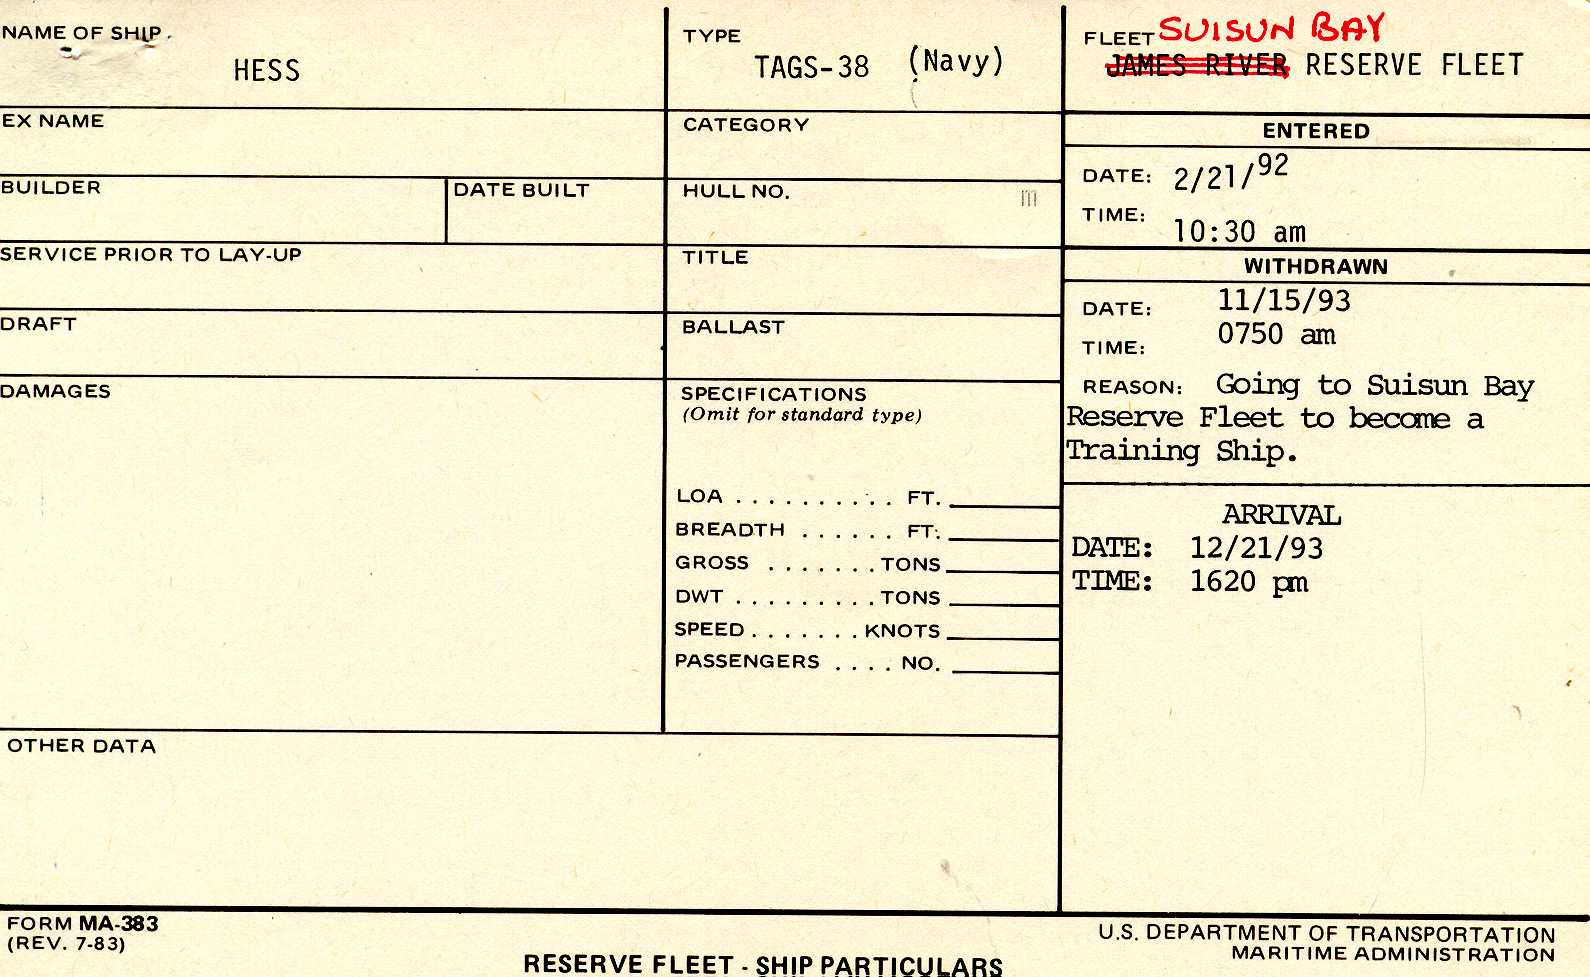 NAME OF SHIP.
HESS
TYPE
TAGS-38 (Navy)
FLEET SUISUN BAY
JAMES RIVER RESERVE FLEET
EX NAME
CATEGORY
ENTERED
DATE: 2/21/92
TIME: 10:30 am
BUILDER
DATE BUILT
HULL NO.
SERVICE PRIOR TO LAY-UP
TITLE
WITHDRAWN
DATE: 11/15/93
TIME: 0750 am
REASON: Going to Suisun Bay
Reserve Fleet to become a
Training Ship.
DRAFT
BALLAST
DAMAGES
SPECIFICATIONS
(Omit for standard type)
LOA . . . . . . . . . . FT.
BREADTH . . . . . . FT.
GROSS . . . . . . . TONS
DWT . . . . . . . . . TONS
SPEED . . . . . . . KNOTS
PASSENGERS . . . . NO.
ARRIVAL
DATE: 12/21/93
TIME: 1620 pm
OTHER DATA
FORM MA-383
(REV. 7-83)
RESERVE FLEET - SHIP PARTICULARS
U.S. DEPARTMENT OF TRANSPORTATION
MARITIME ADMINISTRATION